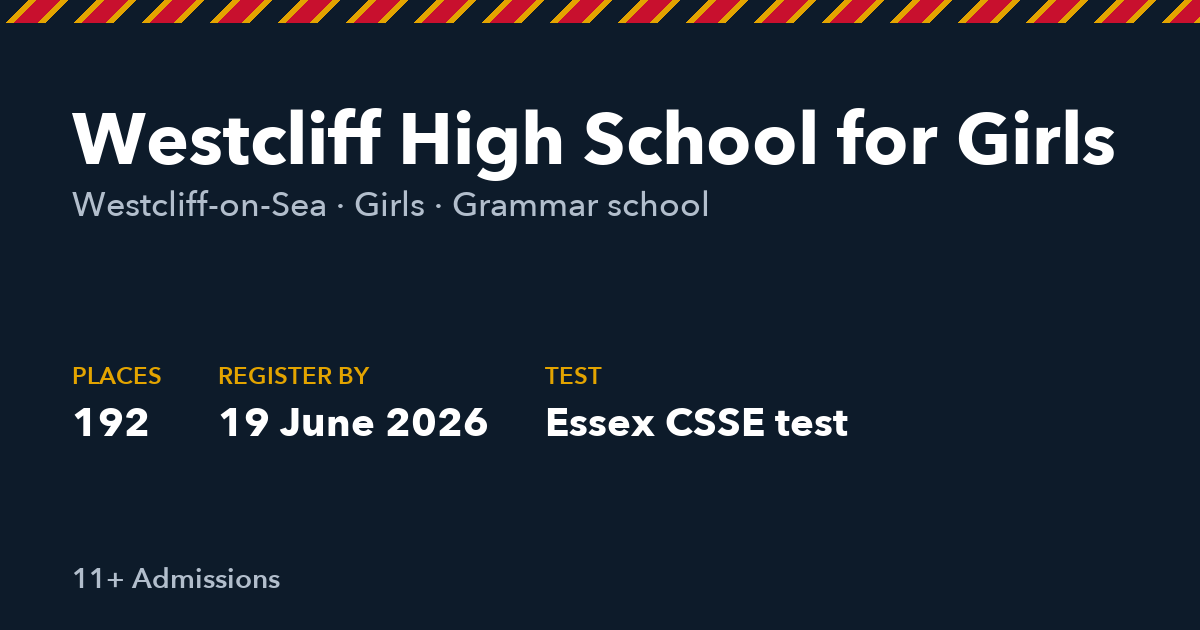 Westcliff High School for Girls
Westcliff-on-Sea · Girls · Grammar school
PLACES
192
REGISTER BY
19 June 2026
TEST
Essex CSSE test
11+ Admissions